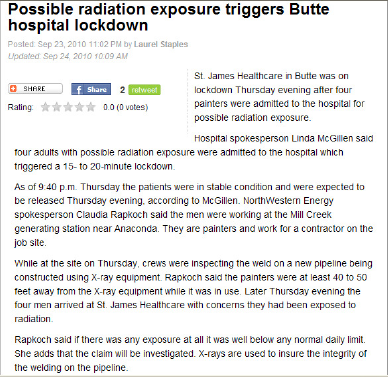 Possible radiation exposure triggers Butte
hospital lockdown
Posted: Sep 23, 2010 11:02 PM by Laurel Staples
Updated: Sep 24, 2010 10:09 AM
SHARE
Share
2
retweet
Rating: 0.0 (0 votes)
St. James Healthcare in Butte was on
lockdown Thursday evening after four
painters were admitted to the hospital for
possible radiation exposure.
Hospital spokesperson Linda McGillen said
four adults with possible radiation exposure were admitted to the hospital which
triggered a 15- to 20-minute lockdown.
As of 9:40 p.m. Thursday the patients were in stable condition and were expected to
be released Thursday evening, according to McGillen. NorthWestern Energy
spokesperson Claudia Rapkoch said the men were working at the Mill Creek
generating station near Anaconda. They are painters and work for a contractor on the
job site.
While at the site on Thursday, crews were inspecting the weld on a new pipeline being
constructed using X-ray equipment. Rapkoch said the painters were at least 40 to 50
feet away from the X-ray equipment while it was in use. Later Thursday evening the
four men arrived at St. James Healthcare with concerns they had been exposed to
radiation.
Rapkoch said if there was any exposure at all it was well below any normal daily limit.
She adds that the claim will be investigated. X-rays are used to insure the integrity of
the welding on the pipeline.